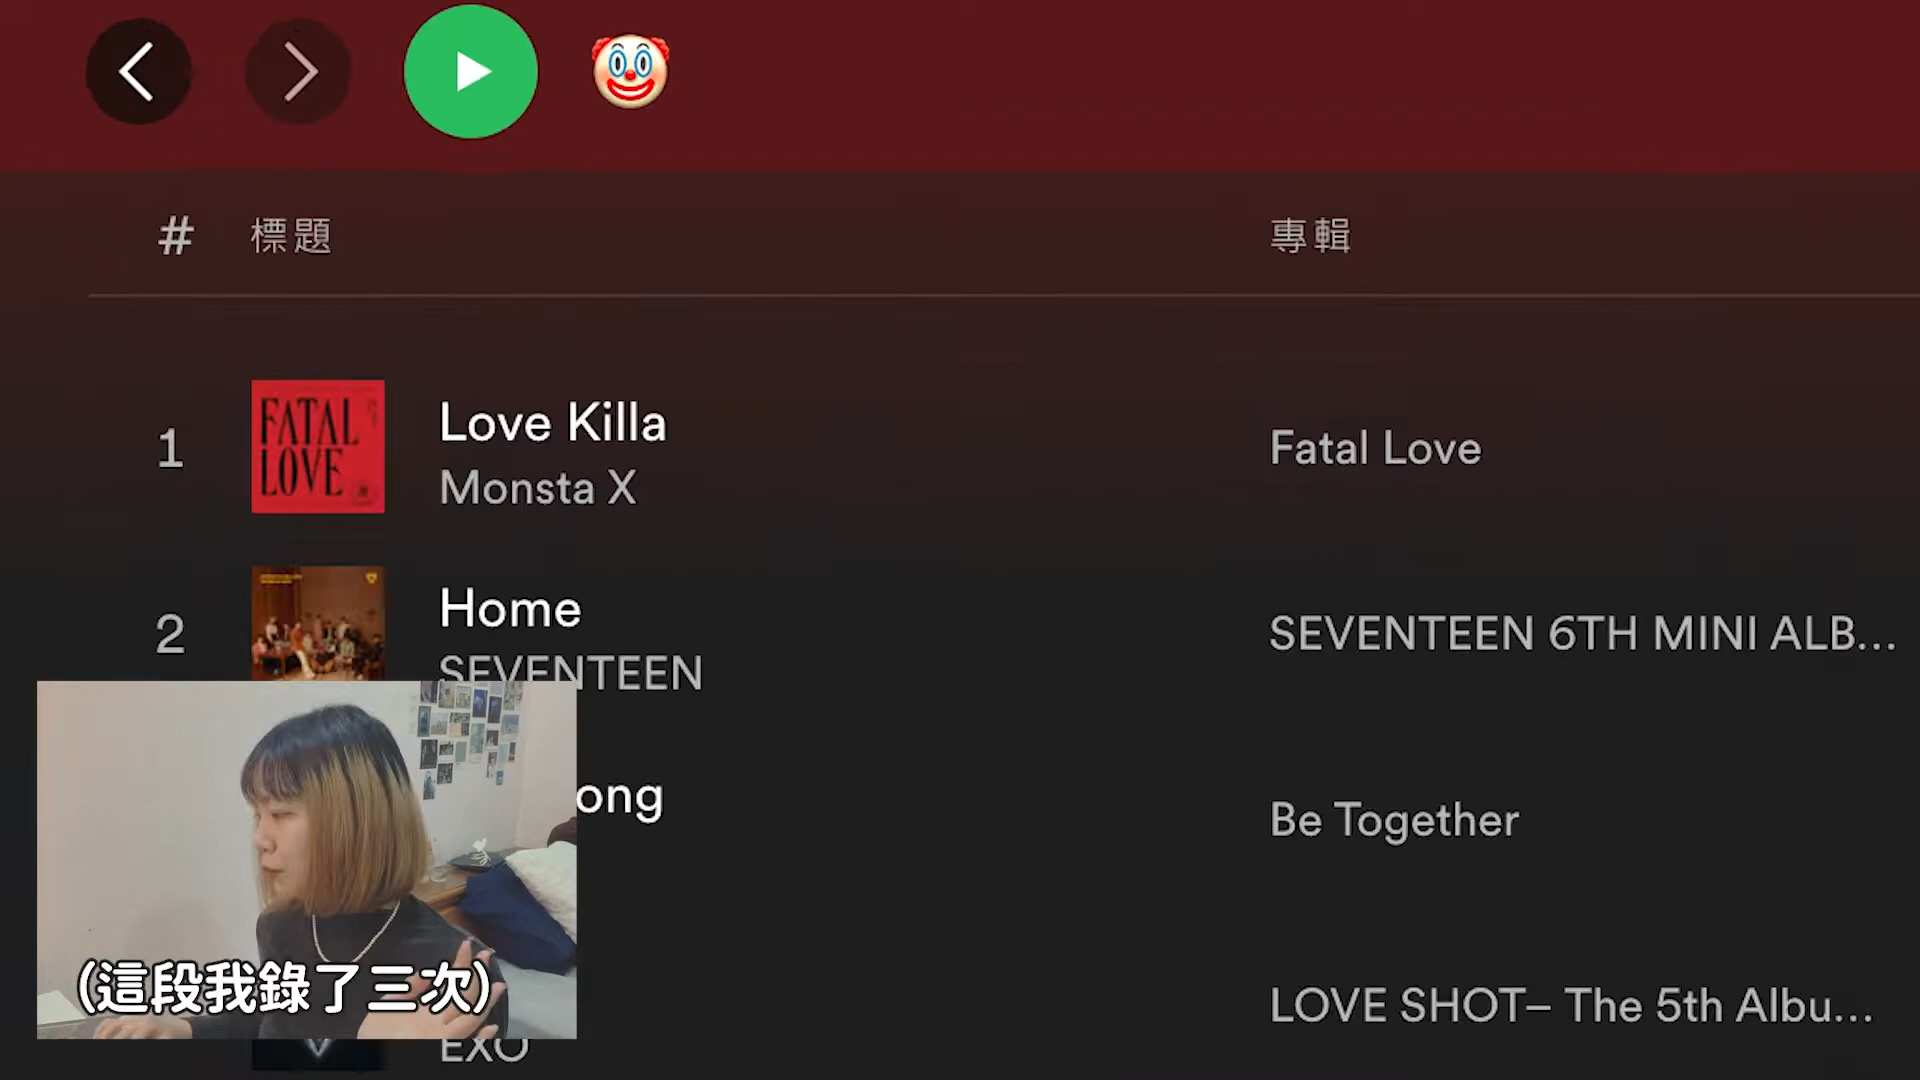 # 標題 專輯
1
FATAL
LOVE
Love Killa
Monsta X
Fatal Love
2
Home
SEVENTEEN
SEVENTEEN 6TH MINI ALB...
ong
Be Together
LOVE SHOT– The 5th Albu...
EXO
(這段我錄了三次)